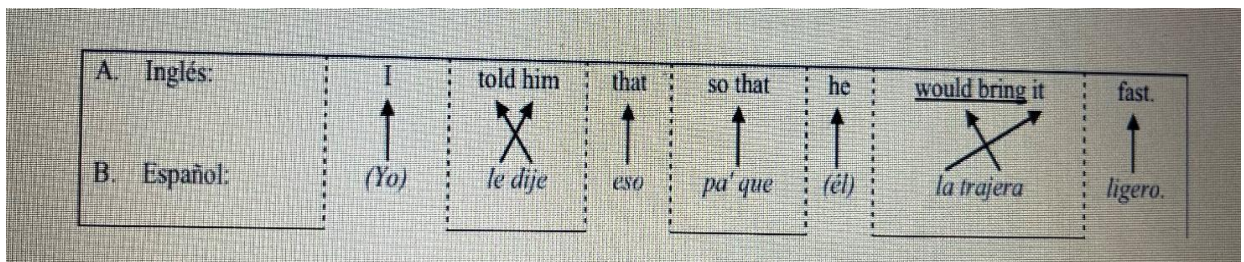 A. Inglés: I told him that so that he would bring it fast.
B. Español: (Yo) le dije eso pa' que (él) la trajera ligero.